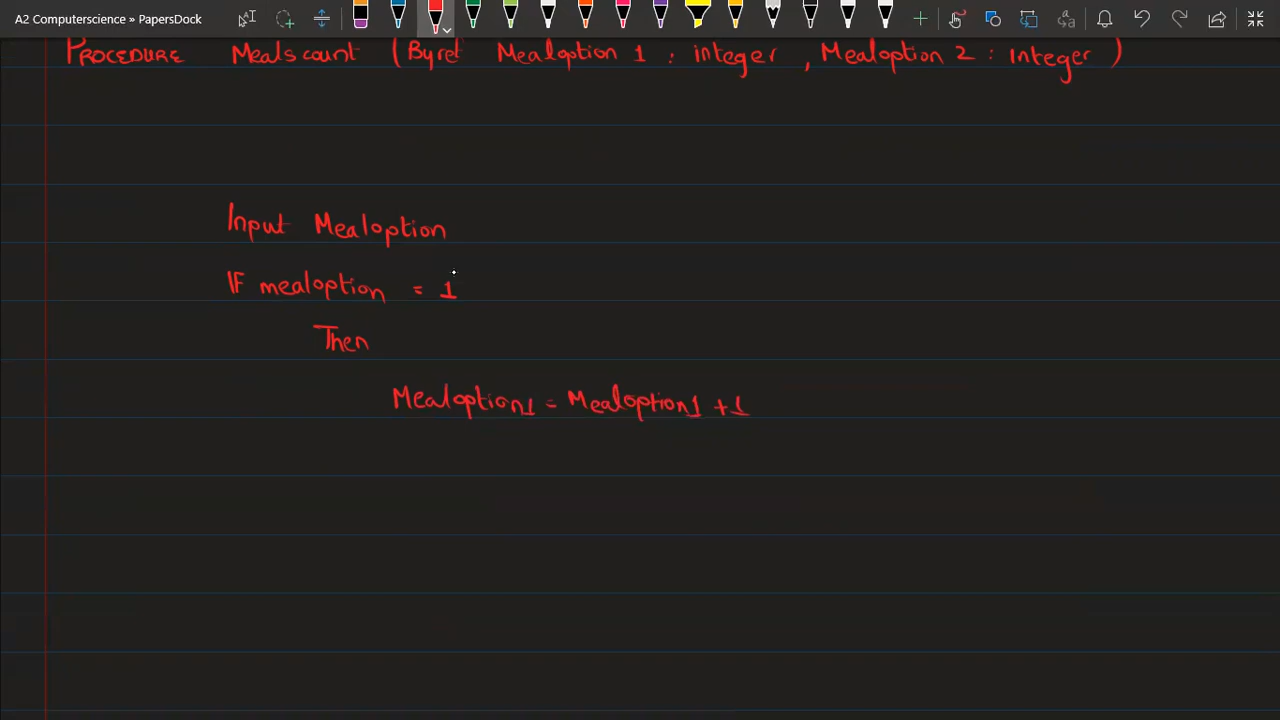 A2 Computerscience » PapersDock
PROCEDURE Mealscount (Byref Mealoption 1 : integer , Mealoption 2 : Integer )
Input Mealoption
IF mealoption = 1
Then
Mealoption1 = Mealoption1 + 1